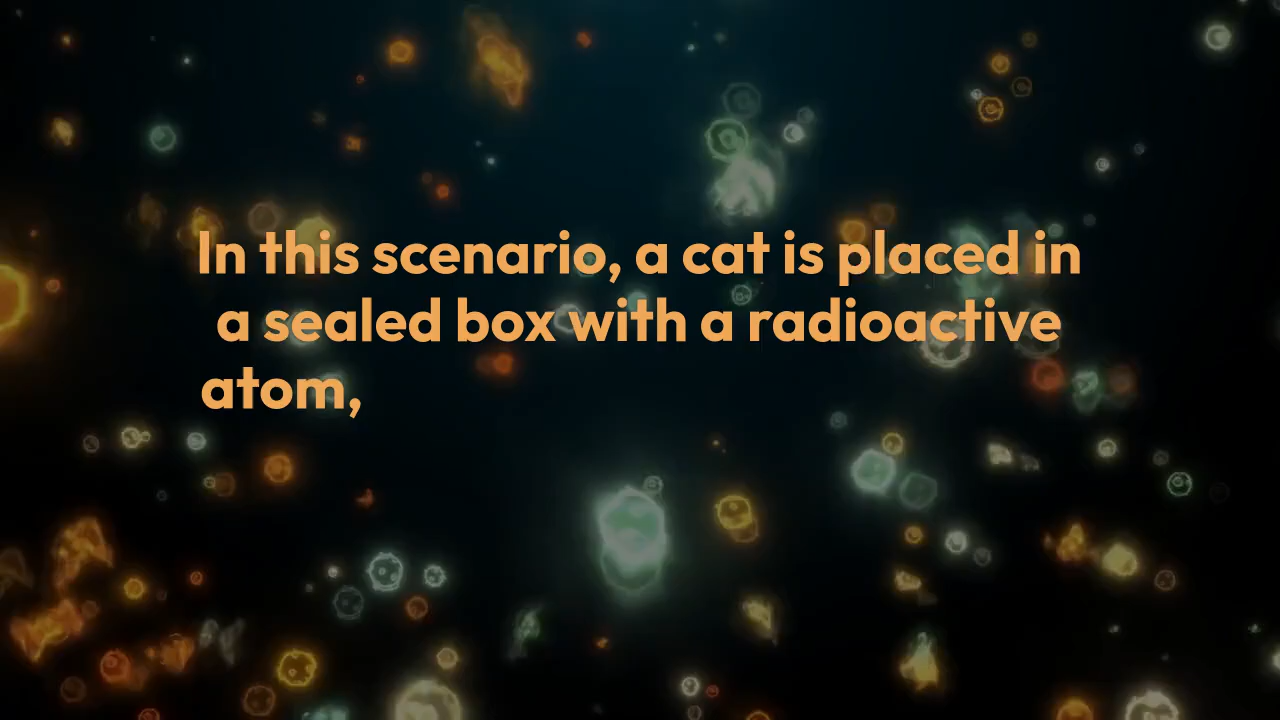 In this scenario, a cat is placed in
a sealed box with a radioactive
atom,